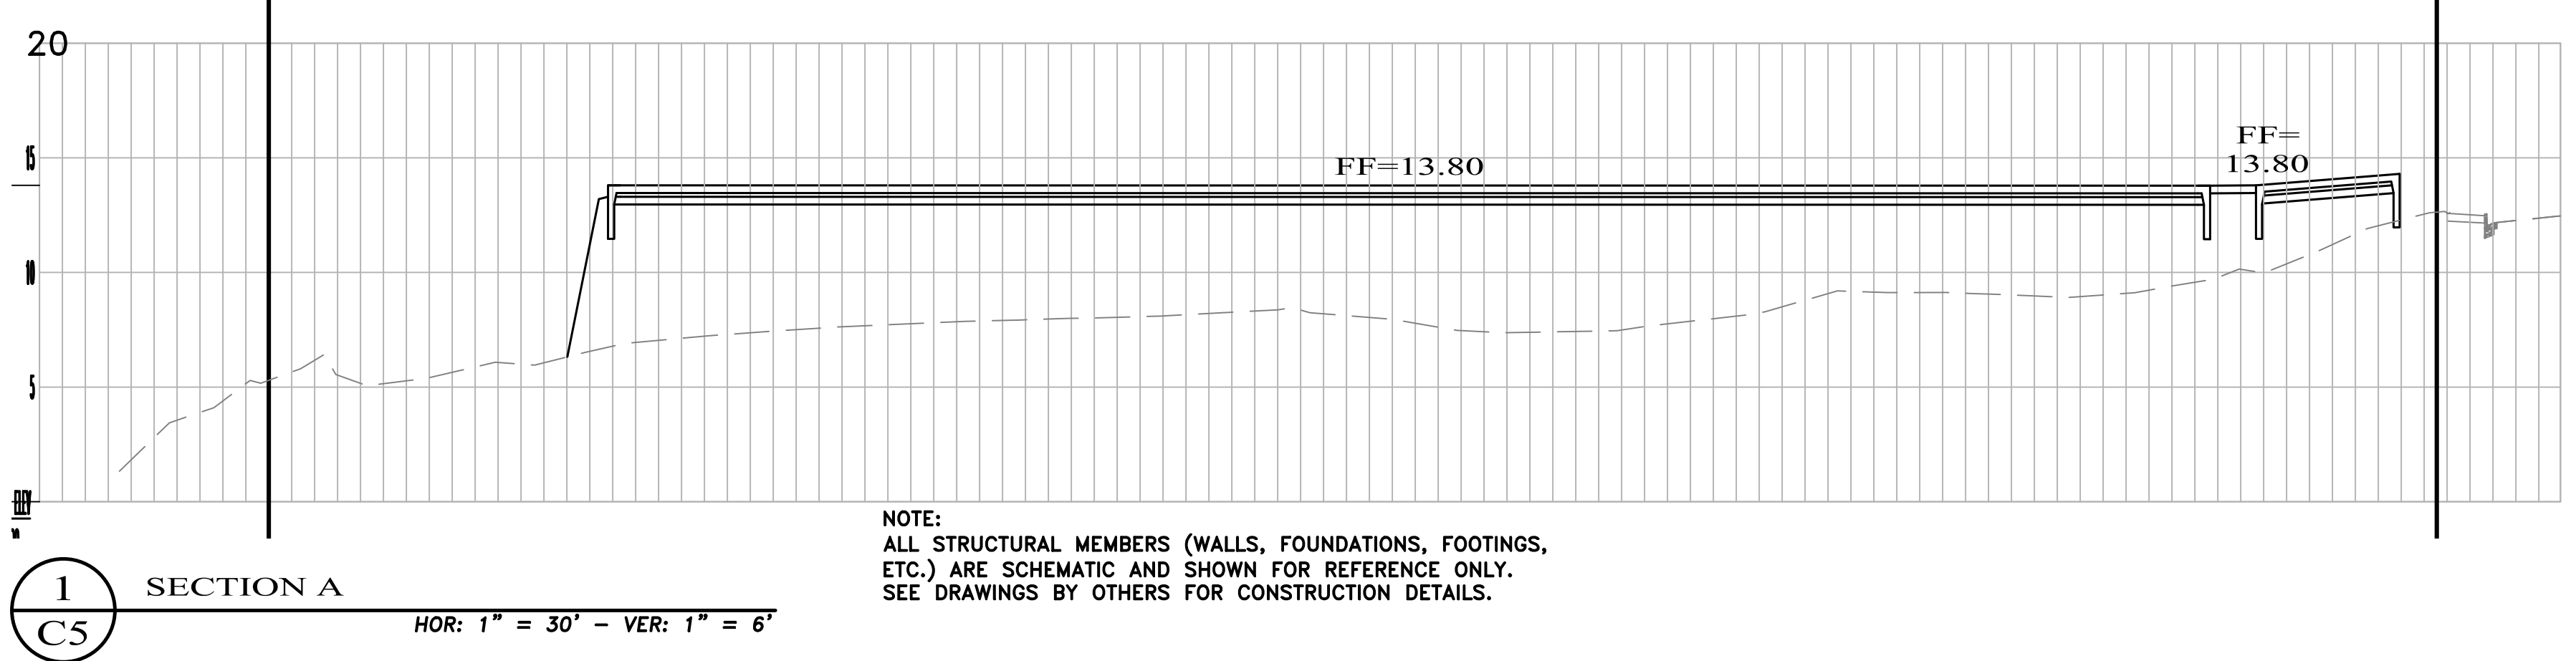 20
FF=
15
FF=13.80
13.80
10
5
ELEV
NOTE:
ALL STRUCTURAL MEMBERS (WALLS, FOUNDATIONS, FOOTINGS,
ETC.) ARE SCHEMATIC AND SHOWN FOR REFERENCE ONLY.
SEE DRAWINGS BY OTHERS FOR CONSTRUCTION DETAILS.
1
SECTION A
C5
HOR: 1" = 30' - VER: 1" = 6'